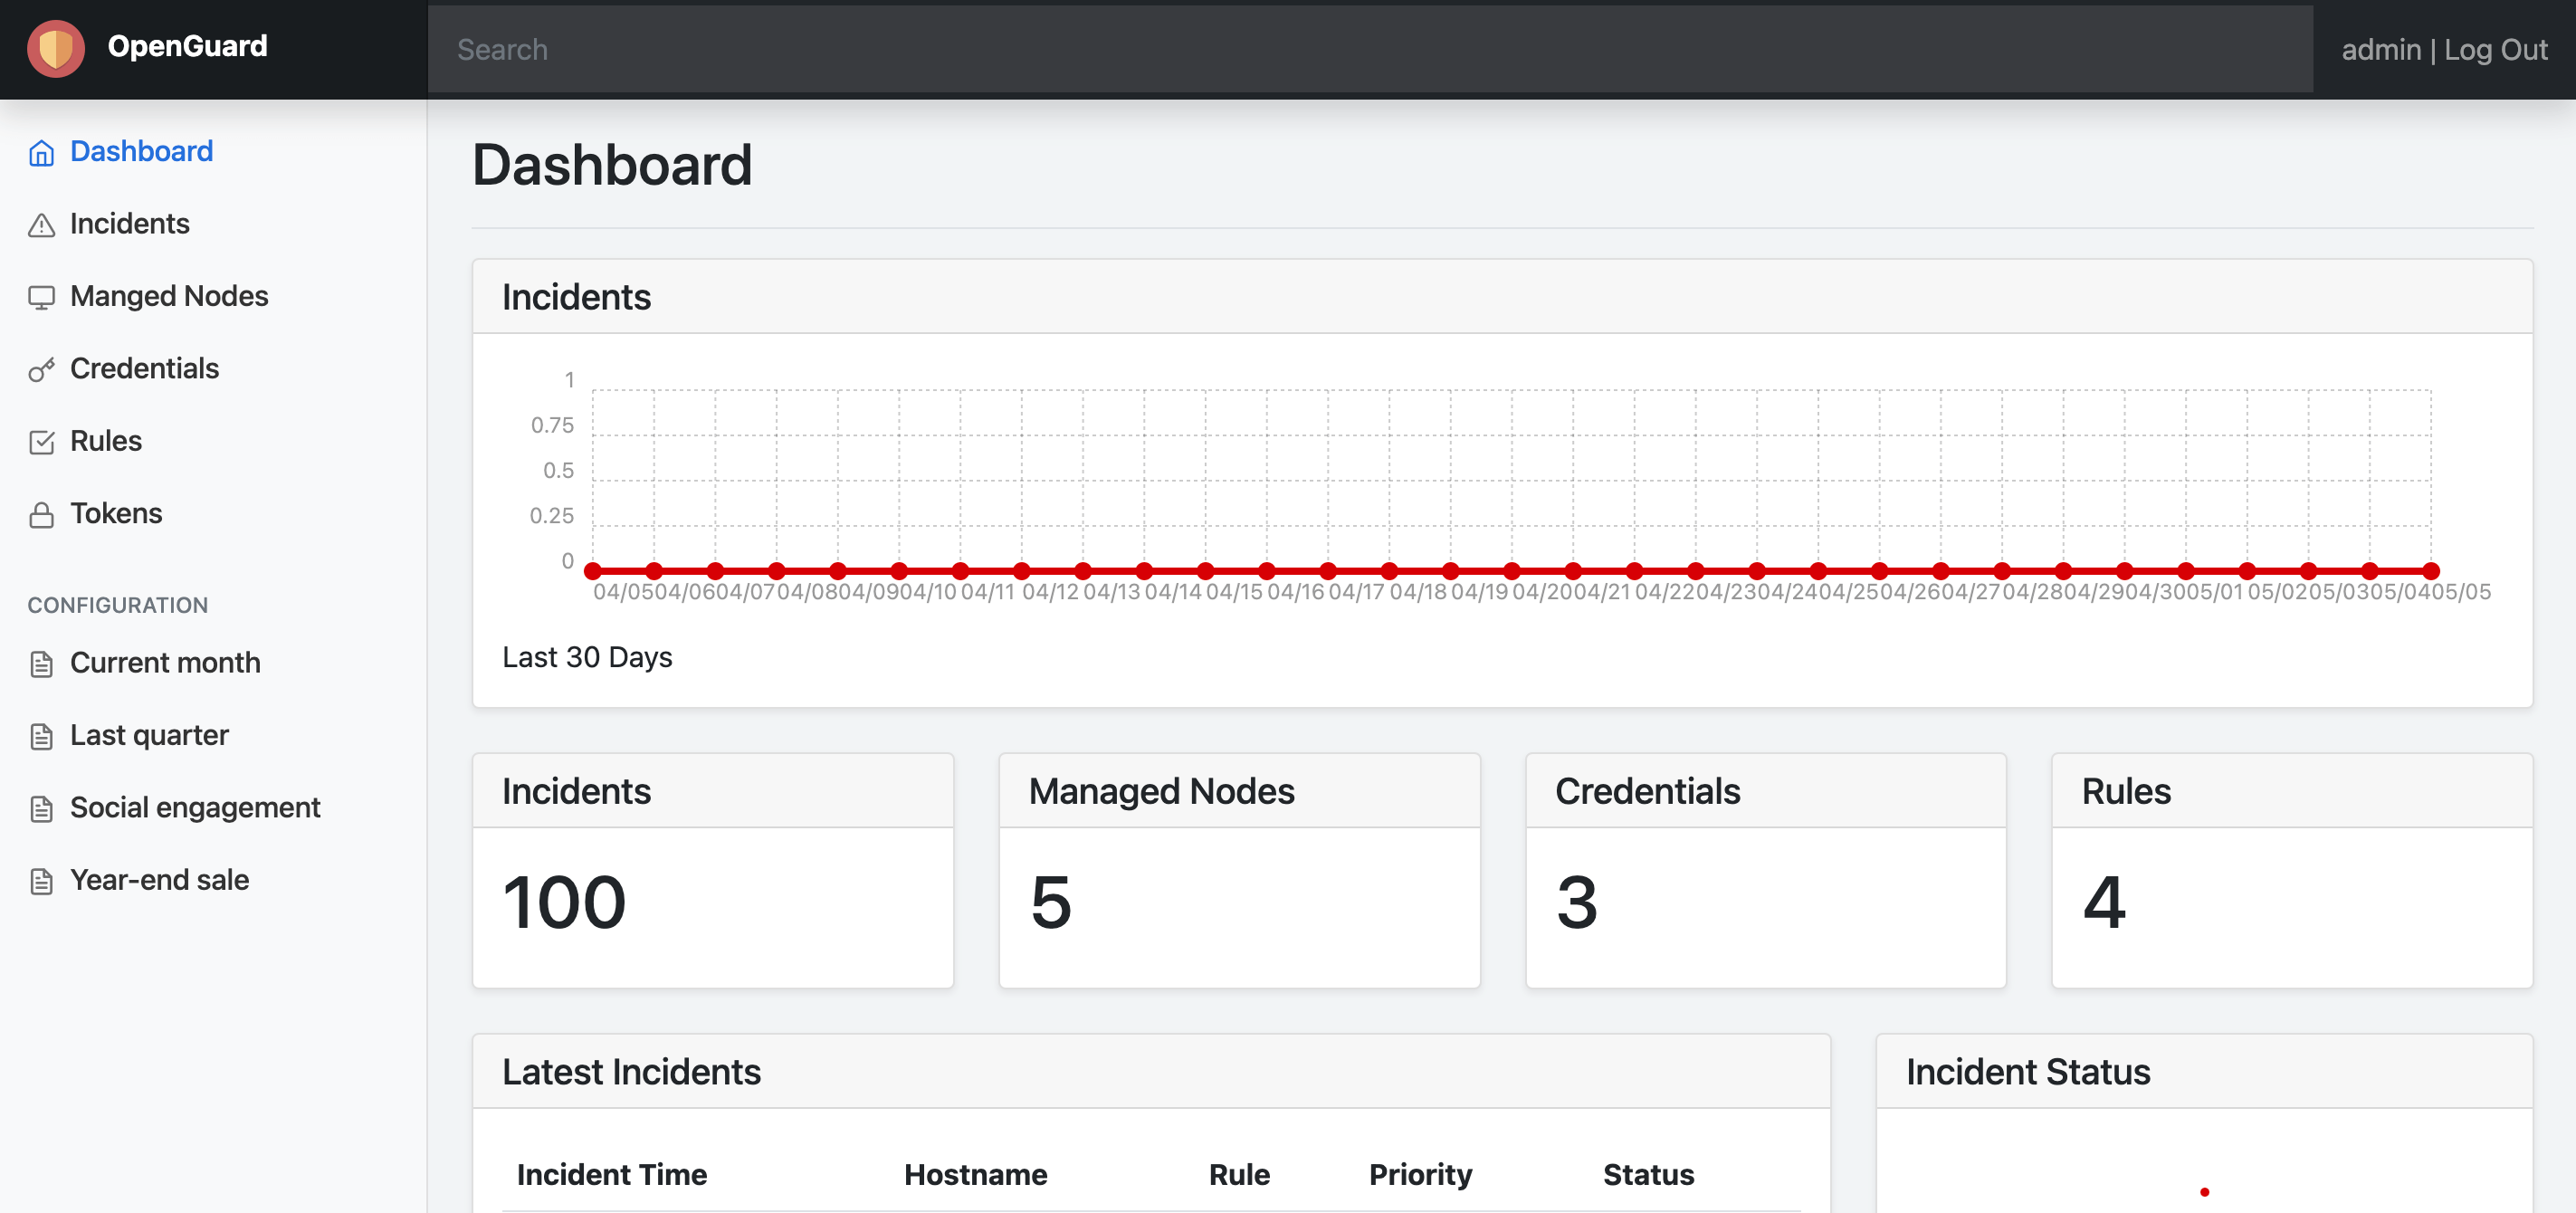 OpenGuard
Search
admin | Log Out
Dashboard
Incidents
Manged Nodes
Credentials
Rules
Tokens
CONFIGURATION
Current month
Last quarter
Social engagement
Year-end sale
Dashboard
Incidents
1
0.75
0.5
0.25
0
04/05 04/06 04/07 04/08 04/09 04/10 04/11 04/12 04/13 04/14 04/15 04/16 04/17 04/18 04/19 04/20 04/21 04/22 04/23 04/24 04/25 04/26 04/27 04/28 04/29 04/30 05/01 05/02 05/03 05/04 05/05
Last 30 Days
Incidents
100
Managed Nodes
5
Credentials
3
Rules
4
Latest Incidents
Incident Time Hostname Rule Priority Status
Incident Status